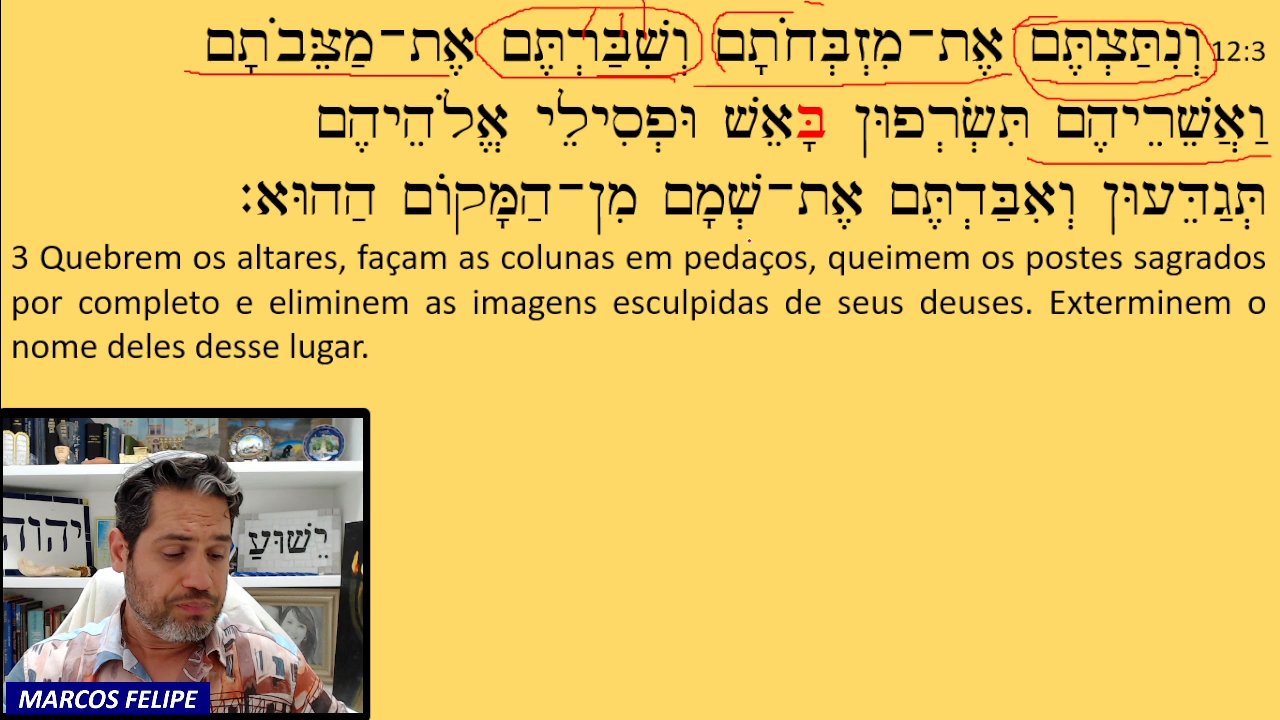 12:3 וְנִתַּצְתֶּם אֶת־מִזְבְּחֹתָם וְשִׁבַּרְתֶּם אֶת־מַצֵּבֹתָם
וַאֲשֵׁרֵיהֶם תִּשְׂרְפוּן בָּאֵשׁ וּפְסִילֵי אֱלֹהֵיהֶם
תְּגַדֵּעוּן וְאִבַּדְתֶּם אֶת־שְׁמָם מִן־הַמָּקוֹם הַהוּא׃
3 Quebrem os altares, façam as colunas em pedaços, queimem os postes sagrados
por completo e eliminem as imagens esculpidas de seus deuses. Exterminem o
nome deles desse lugar.
יהוה
יֵשׁוּעַ
MARCOS FELIPE